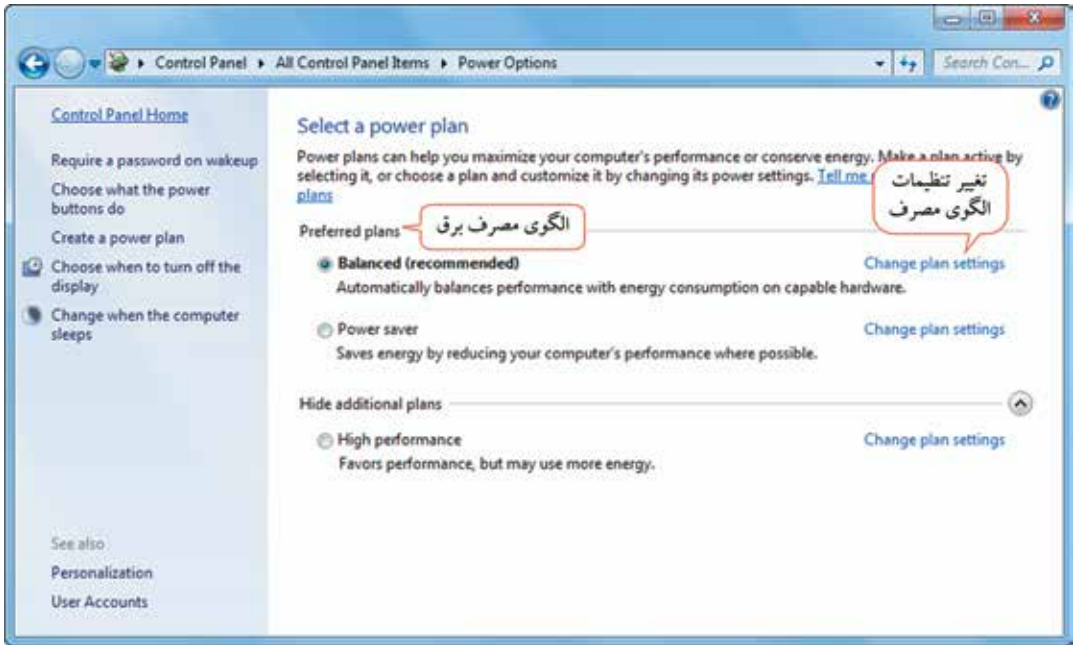 Control Panel ▸ All Control Panel Items ▸ Power Options
Search Con...
Control Panel Home
Require a password on wakeup
Choose what the power
buttons do
Create a power plan
Choose when to turn off the
display
Change when the computer
sleeps
See also
Personalization
User Accounts
Select a power plan
Power plans can help you maximize your computer's performance or conserve energy. Make a plan active by
selecting it, or choose a plan and customize it by changing its power settings. Tell me
plans
تغییر تنظیمات
الگوی مصرف
Preferred plans
الگوی مصرف برق
Balanced (recommended) Change plan settings
Automatically balances performance with energy consumption on capable hardware.
Power saver Change plan settings
Saves energy by reducing your computer's performance where possible.
Hide additional plans
High performance Change plan settings
Favors performance, but may use more energy.